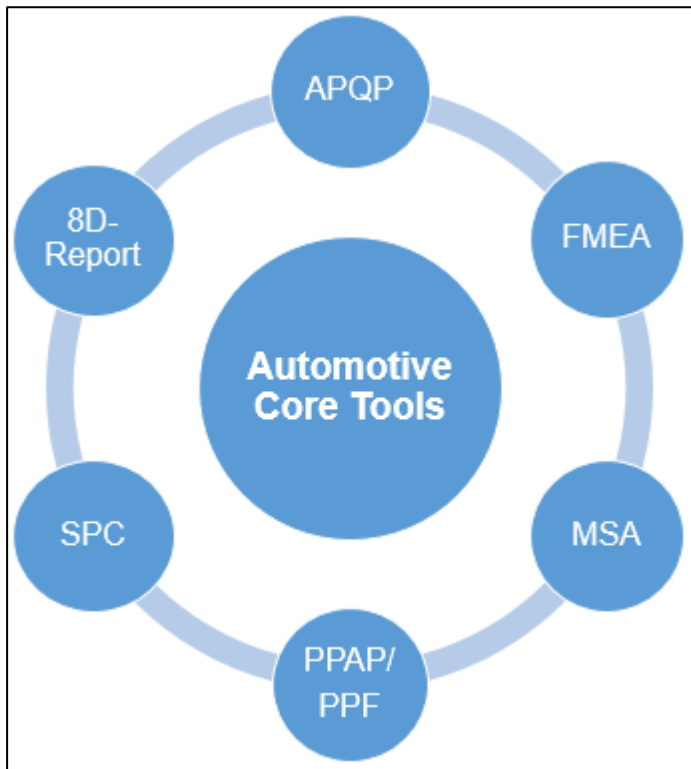 APQP
8D-
Report
FMEA
Automotive
Core Tools
SPC
MSA
PPAP/
PPF